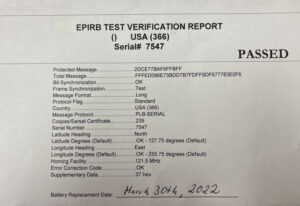 EPIRB TEST VERIFICATION REPORT
() USA (366)
Serial# 7547
PASSED
Protected Message: 2DCE77BAF6FFBFF
Total Message: FFFED096E73BDD7B7FDFF9DF677783E0F6
Bit Synchronization: OK
Frame Synchronization: Test
Message Format: Long
Protocol Flag: Standard
Country: USA (366)
Message Protocol: PLB-SERIAL
Cospas/Sarsat Certificate: 239
Serial Number: 7547
Latitude Heading: North
Latitude Degrees (Default): OK - 127.75 degrees (Default)
Longitude Heading: East
Longitude Degrees (Default): OK - 255.75 degrees (Default)
Homing Facility: 121.5 MHz
Error Correction Code: OK
Supplementary Data: 37 hex
Battery Replacement Date: March 30th, 2022